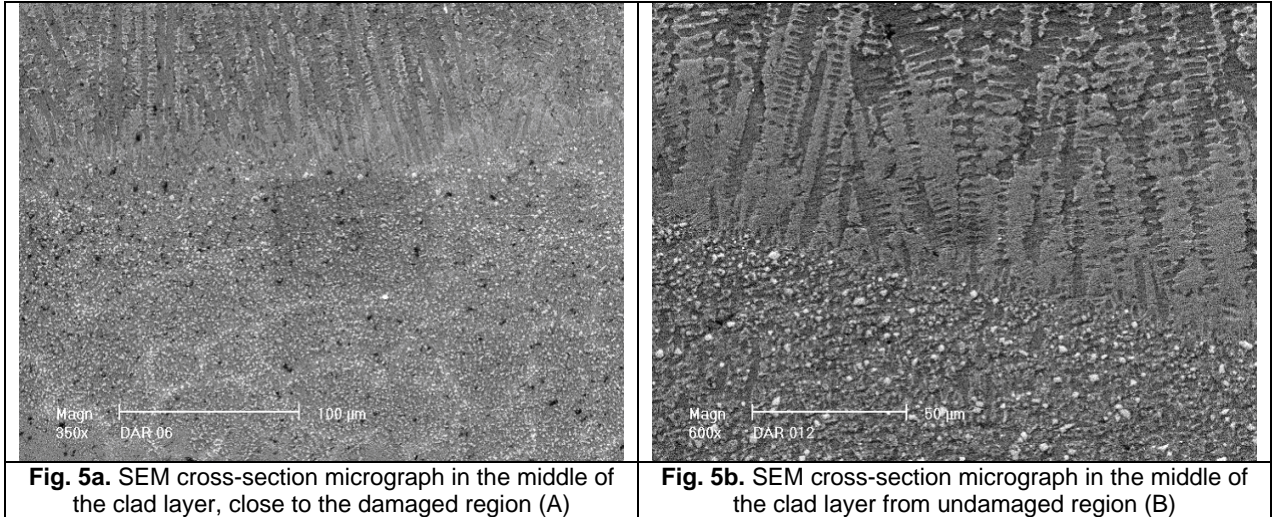 Magn
350x
100 µm
DAR 06
Magn
600x
50 µm
DAR 012
Fig. 5a. SEM cross-section micrograph in the middle of
the clad layer, close to the damaged region (A)
Fig. 5b. SEM cross-section micrograph in the middle of
the clad layer from undamaged region (B)